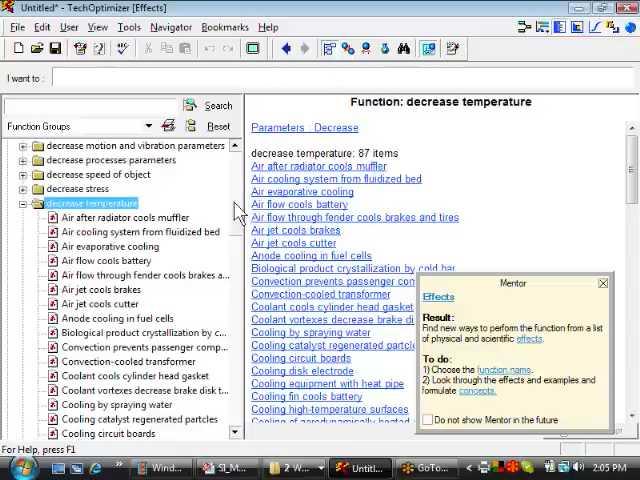 Untitled* - TechOptimizer [Effects]
File Edit User View Tools Navigator Bookmarks Help
I want to :
Search
Function Groups
Reset
decrease motion and vibration parameters
decrease processes parameters
decrease speed of object
decrease stress
decrease temperature
Air after radiator cools muffler
Air cooling system from fluidized bed
Air evaporative cooling
Air flow cools battery
Air flow through fender cools brakes a...
Air jet cools brakes
Air jet cools cutter
Anode cooling in fuel cells
Biological product crystallization by c...
Convection prevents passenger comp...
Convection-cooled transformer
Coolant cools cylinder head gasket
Coolant vortexes decrease brake disk t...
Cooling by spraying water
Cooling catalyst regenerated partcles
Cooling circuit boards
Function: decrease temperature
Parameters : Decrease
decrease temperature: 87 items
Air after radiator cools muffler
Air cooling system from fluidized bed
Air evaporative cooling
Air flow cools battery
Air flow through fender cools brakes and tires
Air jet cools brakes
Air jet cools cutter
Anode cooling in fuel cells
Biological product crystallization by cold bar
Convection prevents passenger com
Convection-cooled transformer
Coolant cools cylinder head gasket
Coolant vortexes decrease brake dis
Cooling by spraying water
Cooling catalyst regenerated partcle
Cooling circuit boards
Cooling disk electrode
Cooling equipment with heat pipe
Cooling fin cools battery
Cooling high-temperature surfaces
Mentor
Effects
Result:
Find new ways to perform the function from a list
of physical and scientific effects.
To do:
1) Choose the function name.
2) Look through the effects and examples and
formulate concepts.
Do not show Mentor in the future
For Help, press F1
Wind...
SI_M...
2 W...
Untitl...
GoTo...
2:05 PM